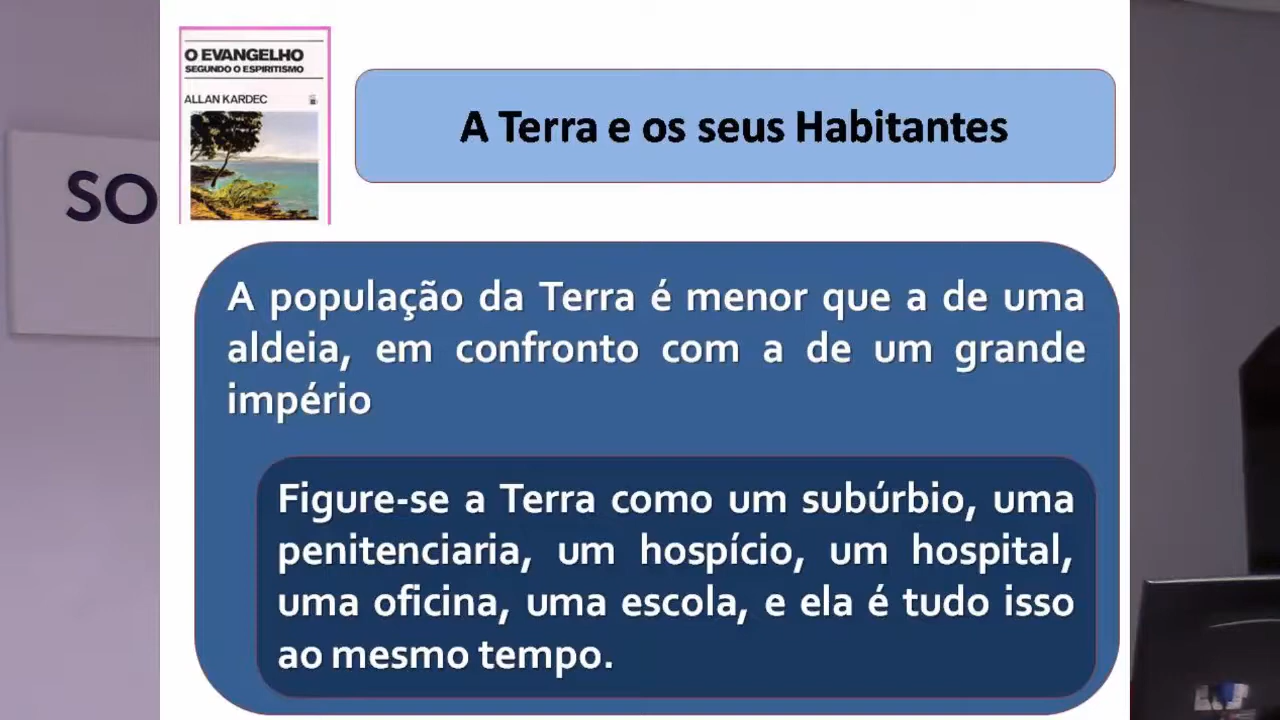 O EVANGELHO
SEGUNDO O ESPIRITISMO
ALLAN KARDEC
A Terra e os seus Habitantes
SO
A população da Terra é menor que a de uma
aldeia, em confronto com a de um grande
império
Figure-se a Terra como um subúrbio, uma
penitenciaria, um hospício, um hospital,
uma oficina, uma escola, e ela é tudo isso
ao mesmo tempo.